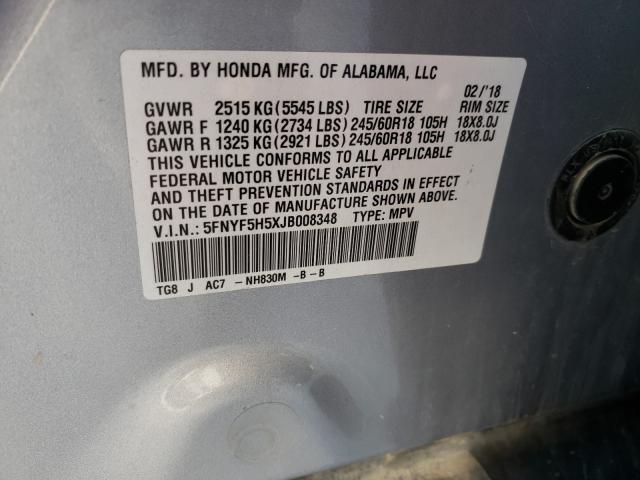 MFD. BY HONDA MFG. OF ALABAMA, LLC
02/'18
GVWR 2515 KG (5545 LBS) TIRE SIZE RIM SIZE
GAWR F 1240 KG (2734 LBS) 245/60R18 105H 18X8.0J
GAWR R 1325 KG (2921 LBS) 245/60R18 105H 18X8.0J
THIS VEHICLE CONFORMS TO ALL APPLICABLE
FEDERAL MOTOR VEHICLE SAFETY
AND THEFT PREVENTION STANDARDS IN EFFECT
ON THE DATE OF MANUFACTURE SHOWN ABOVE.
V.I.N.: 5FNYF5H5XJB008348 TYPE: MPV
TG8 J AC7 -NH830M -B-B